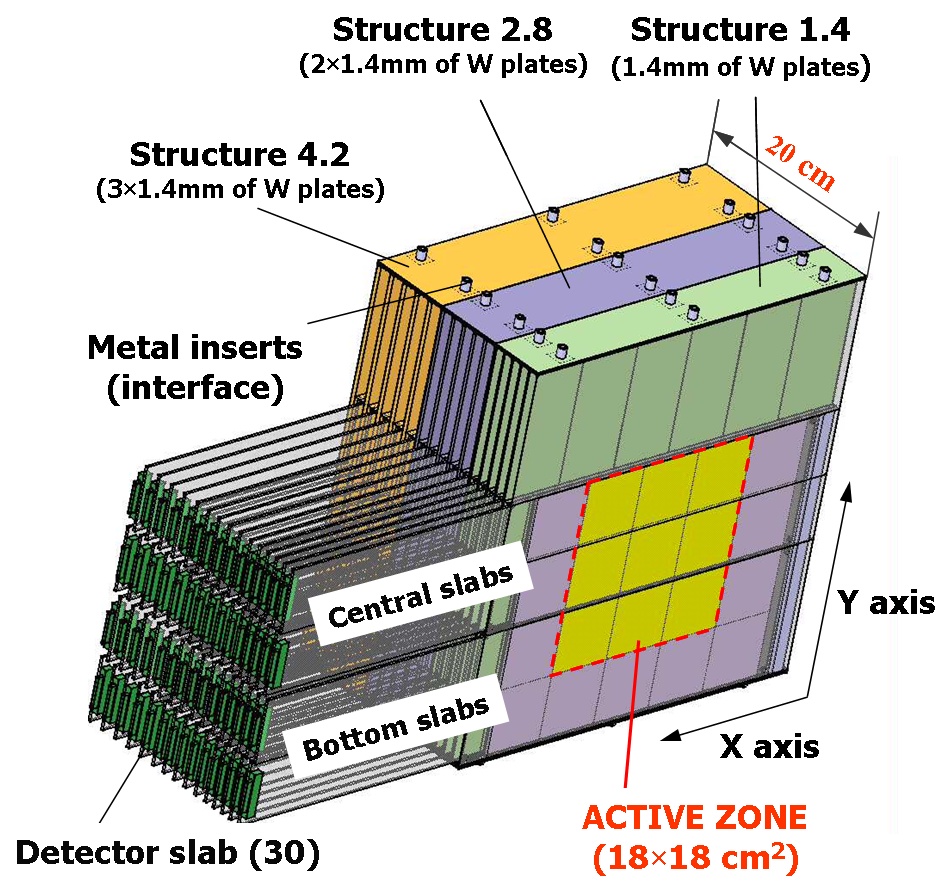 Structure 2.8
(2×1.4mm of W plates)
Structure 1.4
(1.4mm of W plates)
Structure 4.2
(3×1.4mm of W plates)
20 cm
Metal inserts
(interface)
Central slabs
Y axis
Bottom slabs
X axis
ACTIVE ZONE
(18×18 cm²)
Detector slab (30)